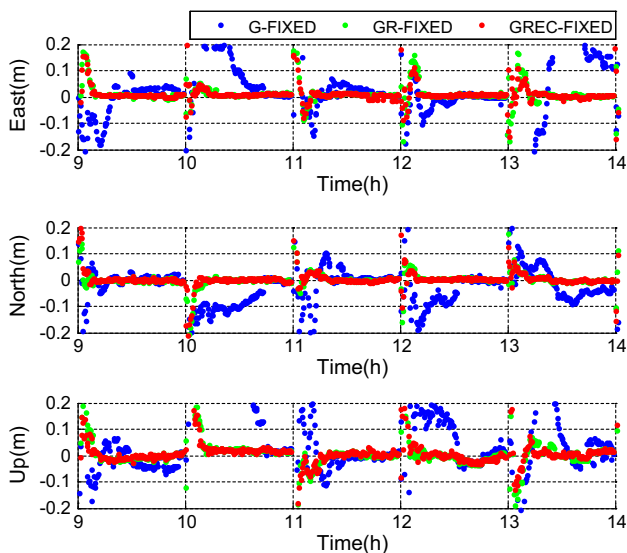 G-FIXED GR-FIXED GREC-FIXED
0.2
0.1
0
-0.1
-0.2
East(m)
9 10 11 12 13 14
Time(h)
0.2
0.1
0
-0.1
-0.2
North(m)
9 10 11 12 13 14
Time(h)
0.2
0.1
0
-0.1
-0.2
Up(m)
9 10 11 12 13 14
Time(h)